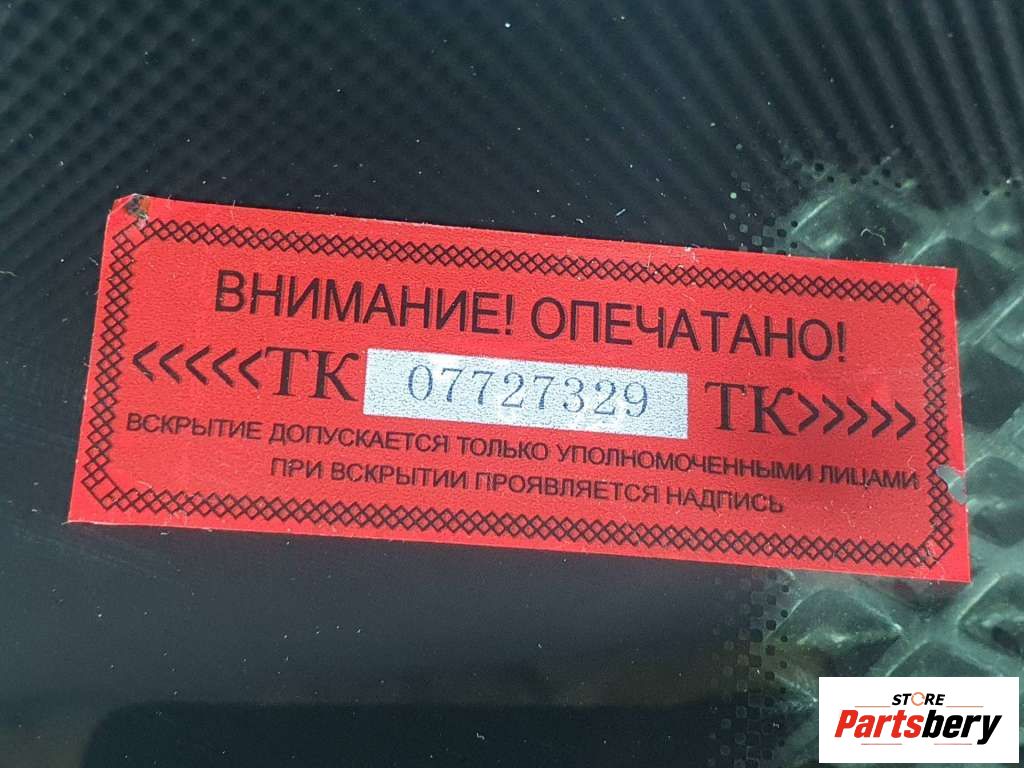 ВНИМАНИЕ! ОПЕЧАТАНО!
<<<<<ТК 07727329 ТК>>>>>
ВСКРЫТИЕ ДОПУСКАЕТСЯ ТОЛЬКО УПОЛНОМОЧЕННЫМИ ЛИЦАМИ
ПРИ ВСКРЫТИИ ПРОЯВЛЯЕТСЯ НАДПИСЬ
STORE
Partsbery